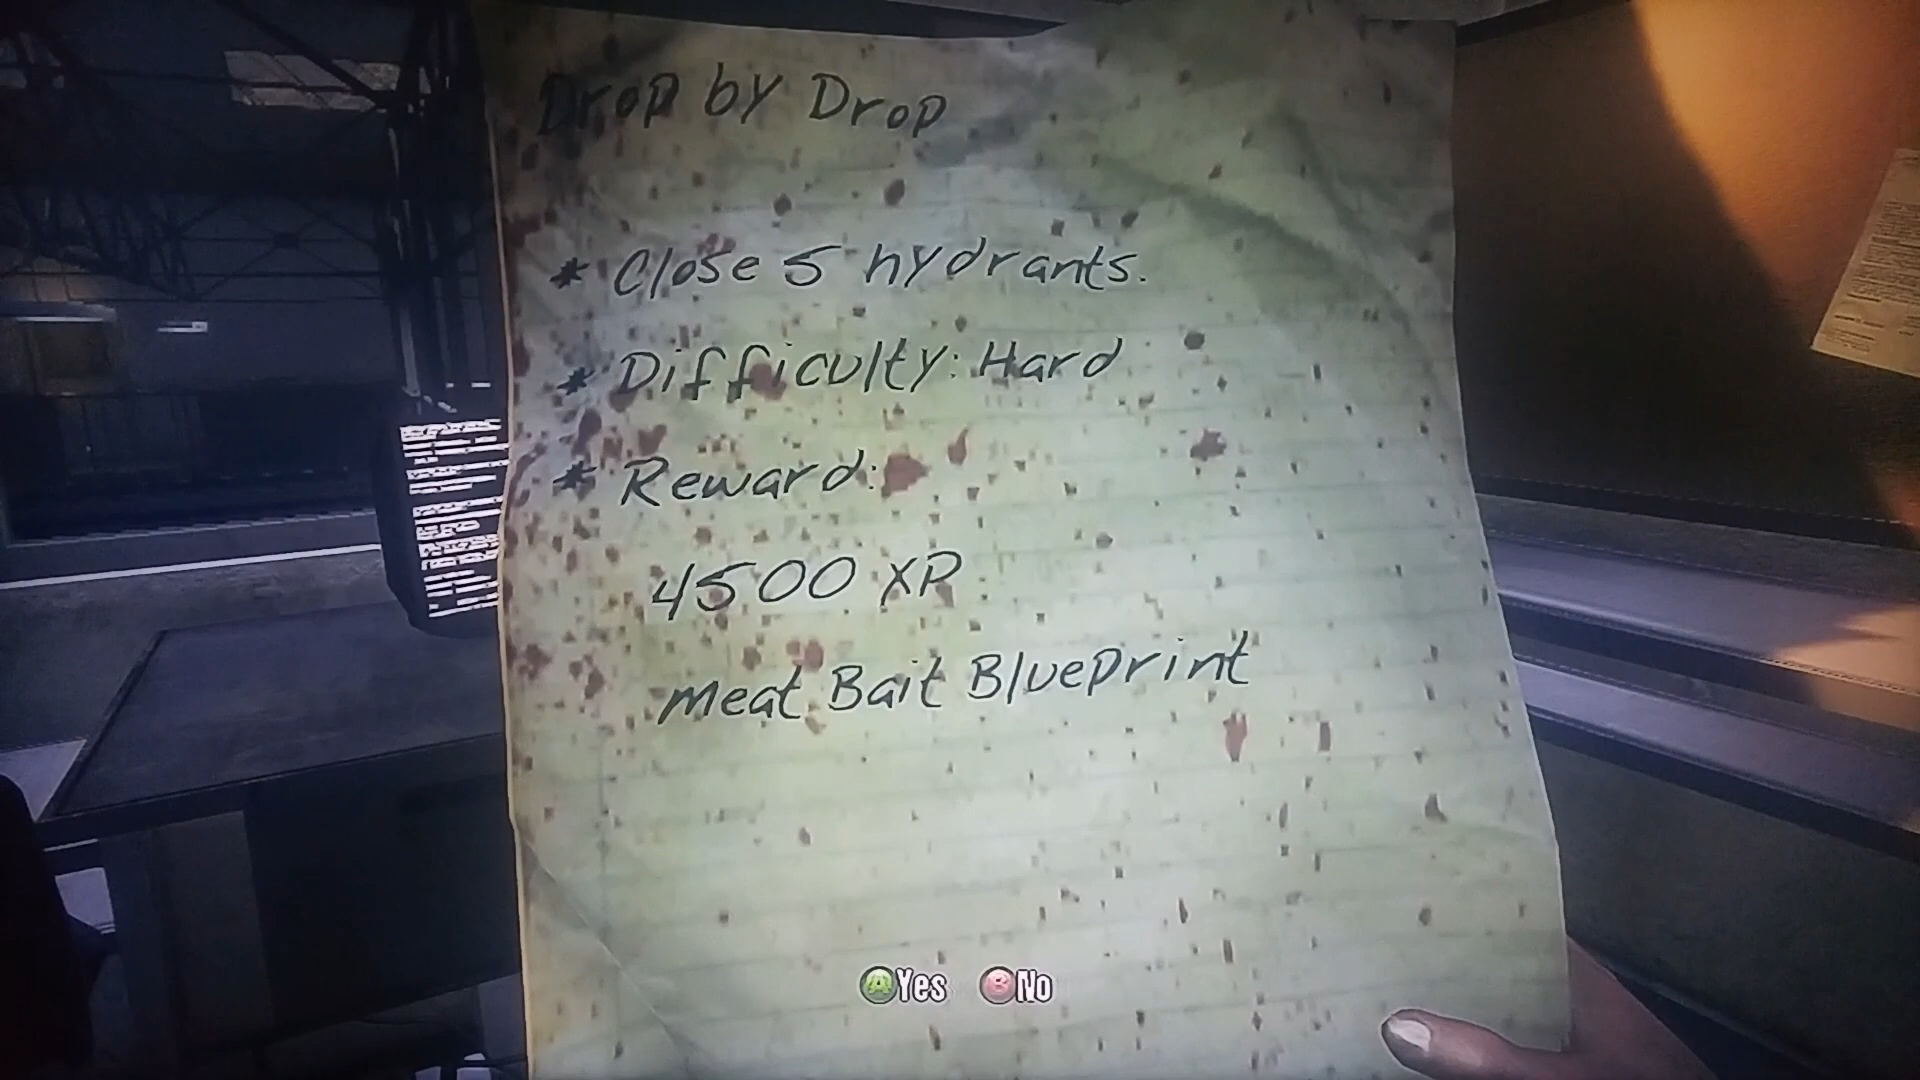 Drop by Drop
* Close 5 hydrants.
* Difficulty: Hard
* Reward:
4500 XP
Meat Bait Blueprint
A Yes B No